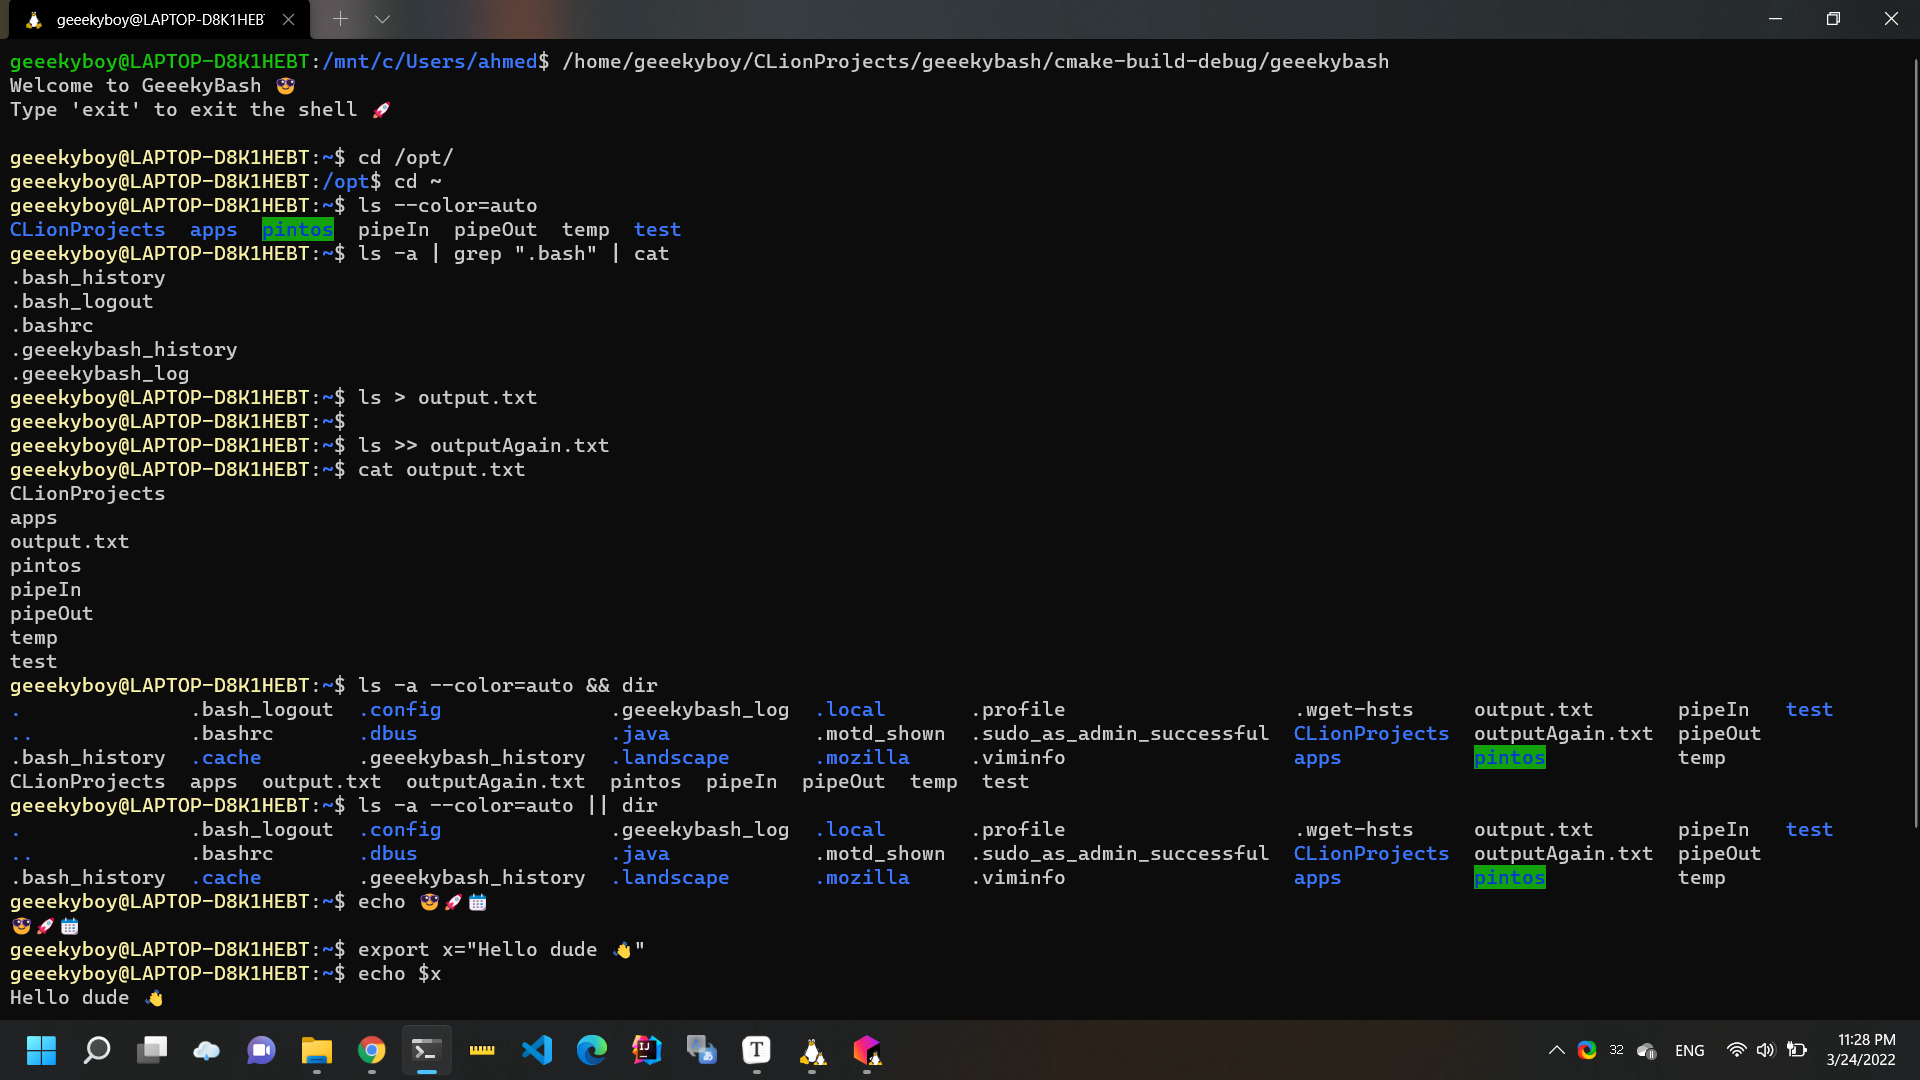 geeekyboy@LAPTOP-D8K1HEB
geeekyboy@LAPTOP-D8K1HEBT:/mnt/c/Users/ahmed$ /home/geeekyboy/CLionProjects/geeekybash/cmake-build-debug/geeekybash
Welcome to GeeekyBash 😎
Type 'exit' to exit the shell 🚀
geeekyboy@LAPTOP-D8K1HEBT:~$ cd /opt/
geeekyboy@LAPTOP-D8K1HEBT:/opt$ cd ~
geeekyboy@LAPTOP-D8K1HEBT:~$ ls --color=auto
CLionProjects  apps  pintos  pipeIn  pipeOut  temp  test
geeekyboy@LAPTOP-D8K1HEBT:~$ ls -a | grep ".bash" | cat
.bash_history
.bash_logout
.bashrc
.geeekybash_history
.geeekybash_log
geeekyboy@LAPTOP-D8K1HEBT:~$ ls > output.txt
geeekyboy@LAPTOP-D8K1HEBT:~$
geeekyboy@LAPTOP-D8K1HEBT:~$ ls >> outputAgain.txt
geeekyboy@LAPTOP-D8K1HEBT:~$ cat output.txt
CLionProjects
apps
output.txt
pintos
pipeIn
pipeOut
temp
test
geeekyboy@LAPTOP-D8K1HEBT:~$ ls -a --color=auto && dir
.              .bash_logout  .config              .geeekybash_log  .local       .profile                   .wget-hsts     output.txt       pipeIn   test
..             .bashrc       .dbus                .java            .motd_shown  .sudo_as_admin_successful  CLionProjects  outputAgain.txt  pipeOut
.bash_history  .cache        .geeekybash_history  .landscape       .mozilla     .viminfo                   apps           pintos           temp
CLionProjects  apps  output.txt  outputAgain.txt  pintos  pipeIn  pipeOut  temp  test
geeekyboy@LAPTOP-D8K1HEBT:~$ ls -a --color=auto || dir
.              .bash_logout  .config              .geeekybash_log  .local       .profile                   .wget-hsts     output.txt       pipeIn   test
..             .bashrc       .dbus                .java            .motd_shown  .sudo_as_admin_successful  CLionProjects  outputAgain.txt  pipeOut
.bash_history  .cache        .geeekybash_history  .landscape       .mozilla     .viminfo                   apps           pintos           temp
geeekyboy@LAPTOP-D8K1HEBT:~$ echo 😎🚀📅
😎🚀📅
geeekyboy@LAPTOP-D8K1HEBT:~$ export x="Hello dude 👋"
geeekyboy@LAPTOP-D8K1HEBT:~$ echo $x
Hello dude 👋
IJ
T
32
ENG
11:28 PM
3/24/2022